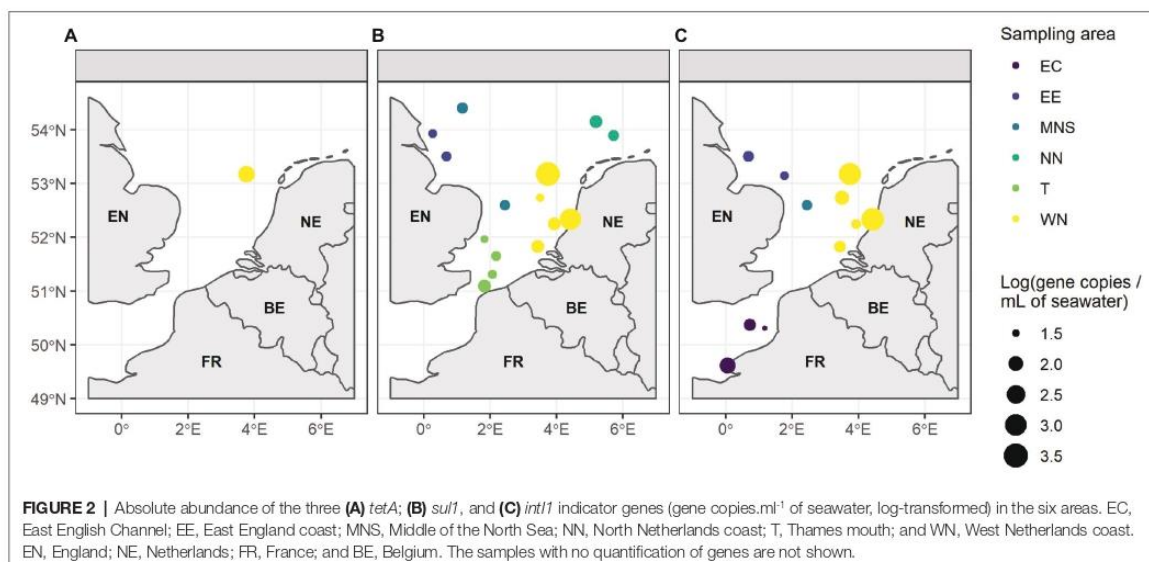 A
B
C
54°N
53°N
52°N
51°N
50°N
49°N
EN
NE
BE
FR
EN
NE
BE
FR
EN
NE
BE
FR
0° 2°E 4°E 6°E
0° 2°E 4°E 6°E
0° 2°E 4°E 6°E
Sampling area
EC
EE
MNS
NN
T
WN
Log(gene copies /
mL of seawater)
1.5
2.0
2.5
3.0
3.5
FIGURE 2 | Absolute abundance of the three (A) tetA; (B) sul1, and (C) intI1 indicator genes (gene copies.ml⁻¹ of seawater, log-transformed) in the six areas. EC,
East English Channel; EE, East England coast; MNS, Middle of the North Sea; NN, North Netherlands coast; T, Thames mouth; and WN, West Netherlands coast.
EN, England; NE, Netherlands; FR, France; and BE, Belgium. The samples with no quantification of genes are not shown.